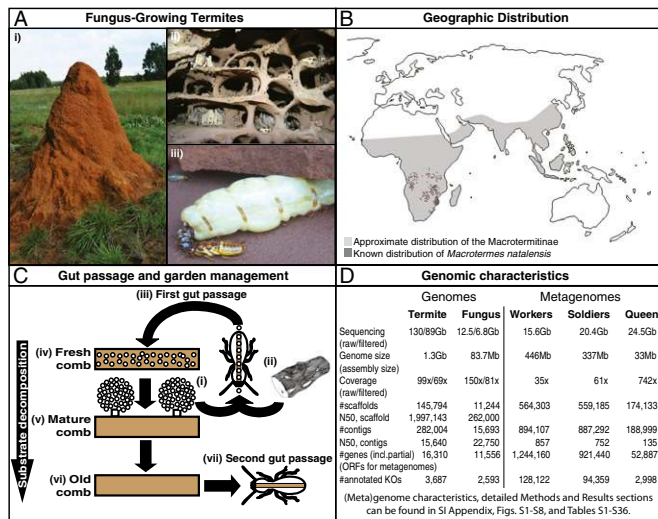 A Fungus-Growing Termites
i)
ii)
iii)
B Geographic Distribution
Approximate distribution of the Macrotermitinae
Known distribution of Macrotermes natalensis
C Gut passage and garden management
(iii) First gut passage
(iv) Fresh comb
(i)
(ii)
(v) Mature comb
(vi) Old comb
(vii) Second gut passage
Substrate decomposition
D Genomic characteristics
Genomes Metagenomes
Termite Fungus Workers Soldiers Queen
Sequencing (raw/filtered) 130/89Gb 12.5/6.8Gb 15.6Gb 20.4Gb 24.5Gb
Genome size (assembly size) 1.3Gb 83.7Mb 446Mb 337Mb 33Mb
Coverage (raw/filtered) 99x/69x 150x/81x 35x 61x 742x
#scaffolds 145,794 11,244 564,303 559,185 174,133
N50, scaffold 1,997,143 262,000
#contigs 282,004 15,693 894,107 887,292 188,999
N50, contigs 15,640 22,750 857 752 135
#genes (incl.partial) 16,310 11,556 1,244,160 921,440 52,887
(ORFs for metagenomes)
#annotated KOs 3,687 2,593 128,122 94,359 2,998
(Meta)genome characteristics, detailed Methods and Results sections
can be found in SI Appendix, Figs. S1-S8, and Tables S1-S36.